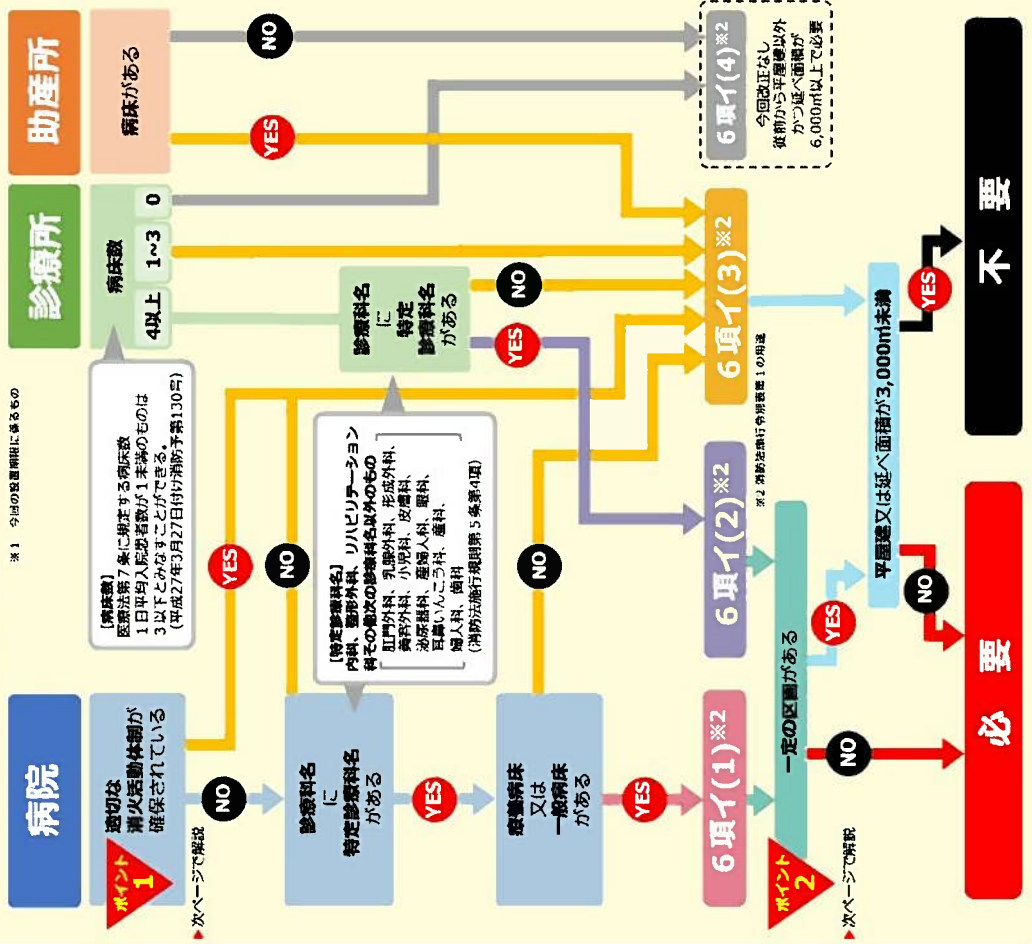 ※1 今回の設置期限に係るもの
病院
診療所
助産所
ポイント
1
適切な
消火活動体制が
確保されている
▶次ページで解説
【病床数】
医療法第7条に規定する病床数
1日平均入院患者数が1未満のものは
3以下とみなすことができる。
(平成27年3月27日付け消防予第130号)
病床数
4以上
1~3
0
病床がある
NO
YES
YES
NO
NO
診療科名
に
特定診療科名
がある
【特定診療科名】
内科、整形外科、リハビリテーション
科その他次の診療科名以外のもの
肛門外科、乳腺外科、形成外科、
美容外科、小児科、皮膚科、
泌尿器科、産婦人科、眼科、
耳鼻いんこう科、産科、
婦人科、歯科
(消防法施行規則第5条第4項)
診療科名
に
特定
診療科名
がある
YES
YES
NO
療養病床
又は
一般病床
がある
NO
YES
6項イ(1)※2
6項イ(2)※2
6項イ(3)※2
6項イ(4)※2
今回改正なし
従前から平屋建以外
かつ延べ面積が
6,000㎡以上で必要
※2 消防法施行令別表第1の用途
ポイント
2
一定の区画がある
▶次ページで解説
NO
YES
平屋建又は延べ面積が3,000㎡未満
NO
YES
必要
不要